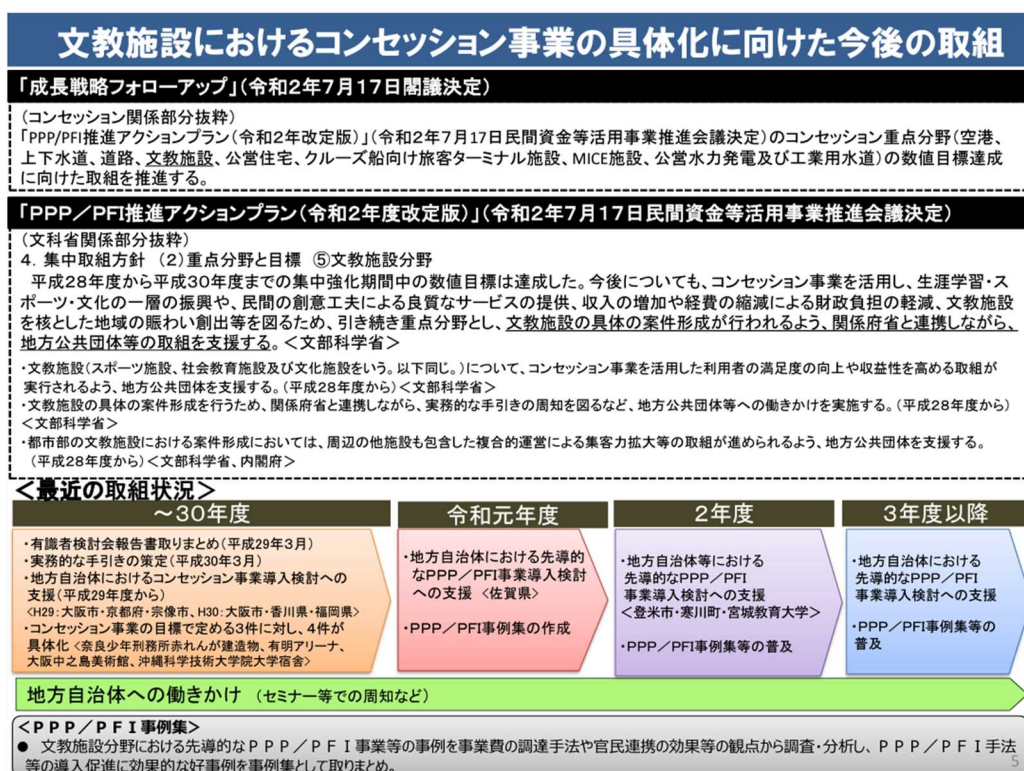 文教施設におけるコンセッション事業の具体化に向けた今後の取組
「成長戦略フォローアップ」（令和2年7月17日閣議決定）
（コンセッション関係部分抜粋）
「PPP/PFI推進アクションプラン（令和2年改定版）」（令和2年7月17日民間資金等活用事業推進会議決定）のコンセッション重点分野（空港、
上下水道、道路、文教施設、公営住宅、クルーズ船向け旅客ターミナル施設、MICE施設、公営水力発電及び工業用水道）の数値目標達成
に向けた取組を推進する。
「PPP／PFI推進アクションプラン（令和2年度改定版）」（令和2年7月17日民間資金等活用事業推進会議決定）
（文科省関係部分抜粋）
4．集中取組方針 （2）重点分野と目標 ⑤文教施設分野
平成28年度から平成30年度までの集中強化期間中の数値目標は達成した。今後についても、コンセッション事業を活用し、生涯学習・ス
ポーツ・文化の一層の振興や、民間の創意工夫による良質なサービスの提供、収入の増加や経費の縮減による財政負担の軽減、文教施設
を核とした地域の賑わい創出等を図るため、引き続き重点分野とし、文教施設の具体の案件形成が行われるよう、関係府省と連携しながら、
地方公共団体等の取組を支援する。＜文部科学省＞
・文教施設（スポーツ施設、社会教育施設及び文化施設をいう。以下同じ。）について、コンセッション事業を活用した利用者の満足度の向上や収益性を高める取組が
実行されるよう、地方公共団体を支援する。（平成28年度から）＜文部科学省＞
・文教施設の具体の案件形成を行うため、関係府省と連携しながら、実務的な手引きの周知を図るなど、地方公共団体等への働きかけを実施する。（平成28年度から）
＜文部科学省＞
・都市部の文教施設における案件形成においては、周辺の他施設も包含した複合的運営による集客力拡大等の取組が進められるよう、地方公共団体を支援する。
（平成28年度から）＜文部科学省、内閣府＞
＜最近の取組状況＞
～30年度
・有識者検討会報告書取りまとめ（平成29年3月）
・実務的な手引きの策定（平成30年3月）
・地方自治体におけるコンセッション事業導入検討への
支援（平成29年度から）
＜H29：大阪市・京都府・宗像市、H30：大阪市・香川県・福岡県＞
・コンセッション事業の目標で定める3件に対し、4件が
具体化 ＜奈良少年刑務所赤れんが建造物、有明アリーナ、
大阪中之島美術館、沖縄科学技術大学院大学宿舎＞
令和元年度
・地方自治体における先導的
なPPP／PFI事業導入検討
への支援 ＜佐賀県＞
・PPP／PFI事例集の作成
2年度
・地方自治体等における
先導的なPPP／PFI
事業導入検討への支援
＜登米市・寒川町・宮城教育大学＞
・PPP／PFI事例集等の普及
3年度以降
・地方自治体における
先導的なPPP／PFI
事業導入検討への支援
・PPP／PFI事例集等の
普及
地方自治体への働きかけ （セミナー等での周知など）
＜ＰＰＰ／ＰＦＩ事例集＞
● 文教施設分野における先導的なＰＰＰ／ＰＦＩ事業等の事例を事業費の調達手法や官民連携の効果等の観点から調査・分析し、ＰＰＰ／ＰＦＩ手法
等の導入促進に効果的な好事例を事例集として取りまとめ。
5